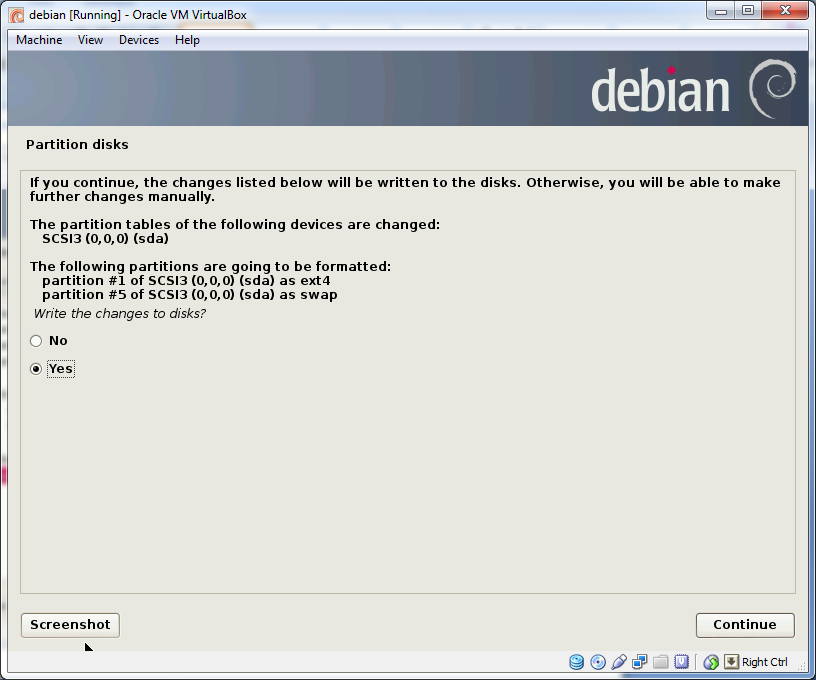 debian [Running] - Oracle VM VirtualBox
Machine View Devices Help
debian
Partition disks
If you continue, the changes listed below will be written to the disks. Otherwise, you will be able to make
further changes manually.
The partition tables of the following devices are changed:
SCSI3 (0,0,0) (sda)
The following partitions are going to be formatted:
partition #1 of SCSI3 (0,0,0) (sda) as ext4
partition #5 of SCSI3 (0,0,0) (sda) as swap
Write the changes to disks?
No
Yes
Screenshot Continue
Right Ctrl